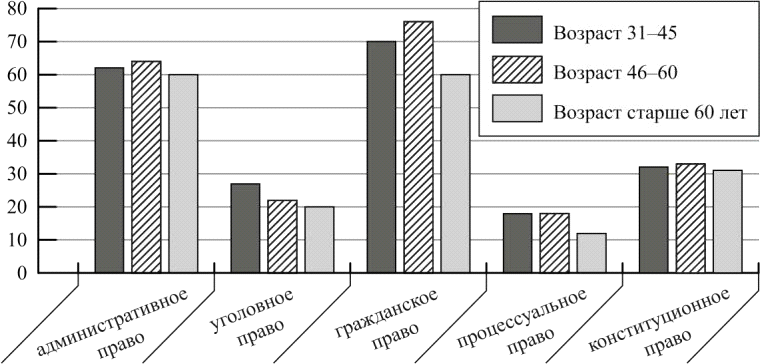 80
70
60
50
40
30
20
10
0
Возраст 31–45
Возраст 46–60
Возраст старше 60 лет
административное
право
уголовное
право
гражданское
право
процессуальное
право
конституционное
право